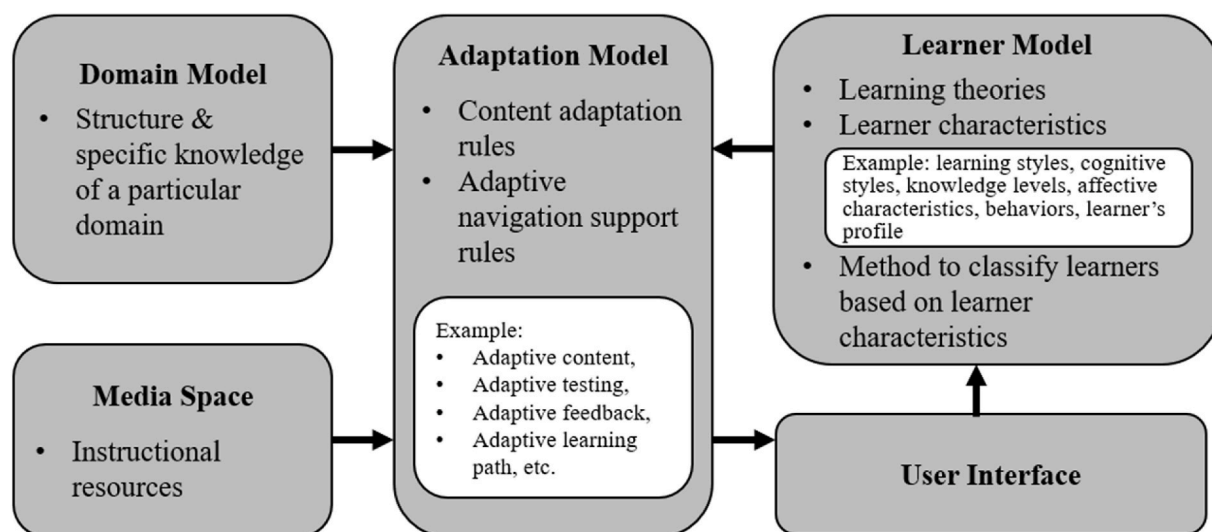 Domain Model
• Structure &
specific knowledge
of a particular
domain
Media Space
• Instructional
resources
Adaptation Model
• Content adaptation
rules
• Adaptive
navigation support
rules
Example:
• Adaptive content,
• Adaptive testing,
• Adaptive feedback,
• Adaptive learning
path, etc.
Learner Model
• Learning theories
• Learner characteristics
Example: learning styles, cognitive
styles, knowledge levels, affective
characteristics, behaviors, learner’s
profile
• Method to classify learners
based on learner
characteristics
User Interface